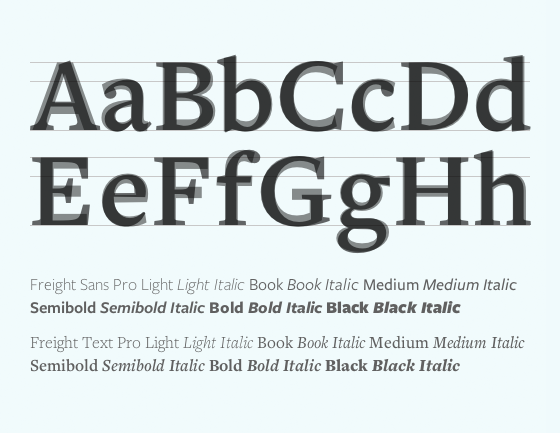 AaBbCcDd
EeFfGgHh
Freight Sans Pro Light Light Italic Book Book Italic Medium Medium Italic
Semibold Semibold Italic Bold Bold Italic Black Black Italic
Freight Text Pro Light Light Italic Book Book Italic Medium Medium Italic
Semibold Semibold Italic Bold Bold Italic Black Black Italic